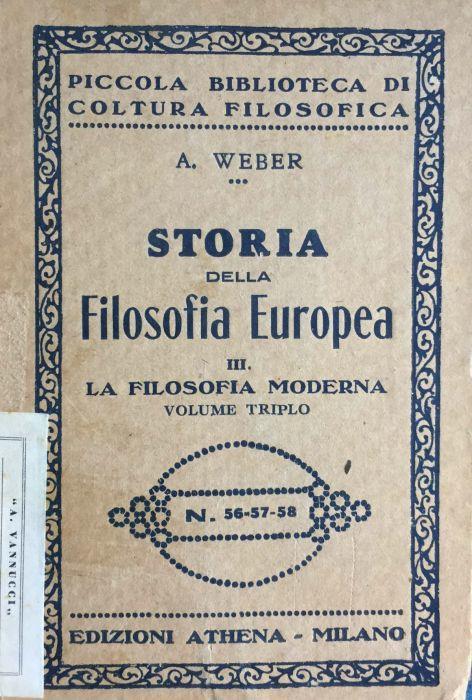 PICCOLA BIBLIOTECA DI
COLTURA FILOSOFICA
A. WEBER
STORIA
DELLA
Filosofia Europea
III.
LA FILOSOFIA MODERNA
VOLUME TRIPLO
N. 56-57-58
EDIZIONI ATHENA - MILANO
"A. VANNUCCI„